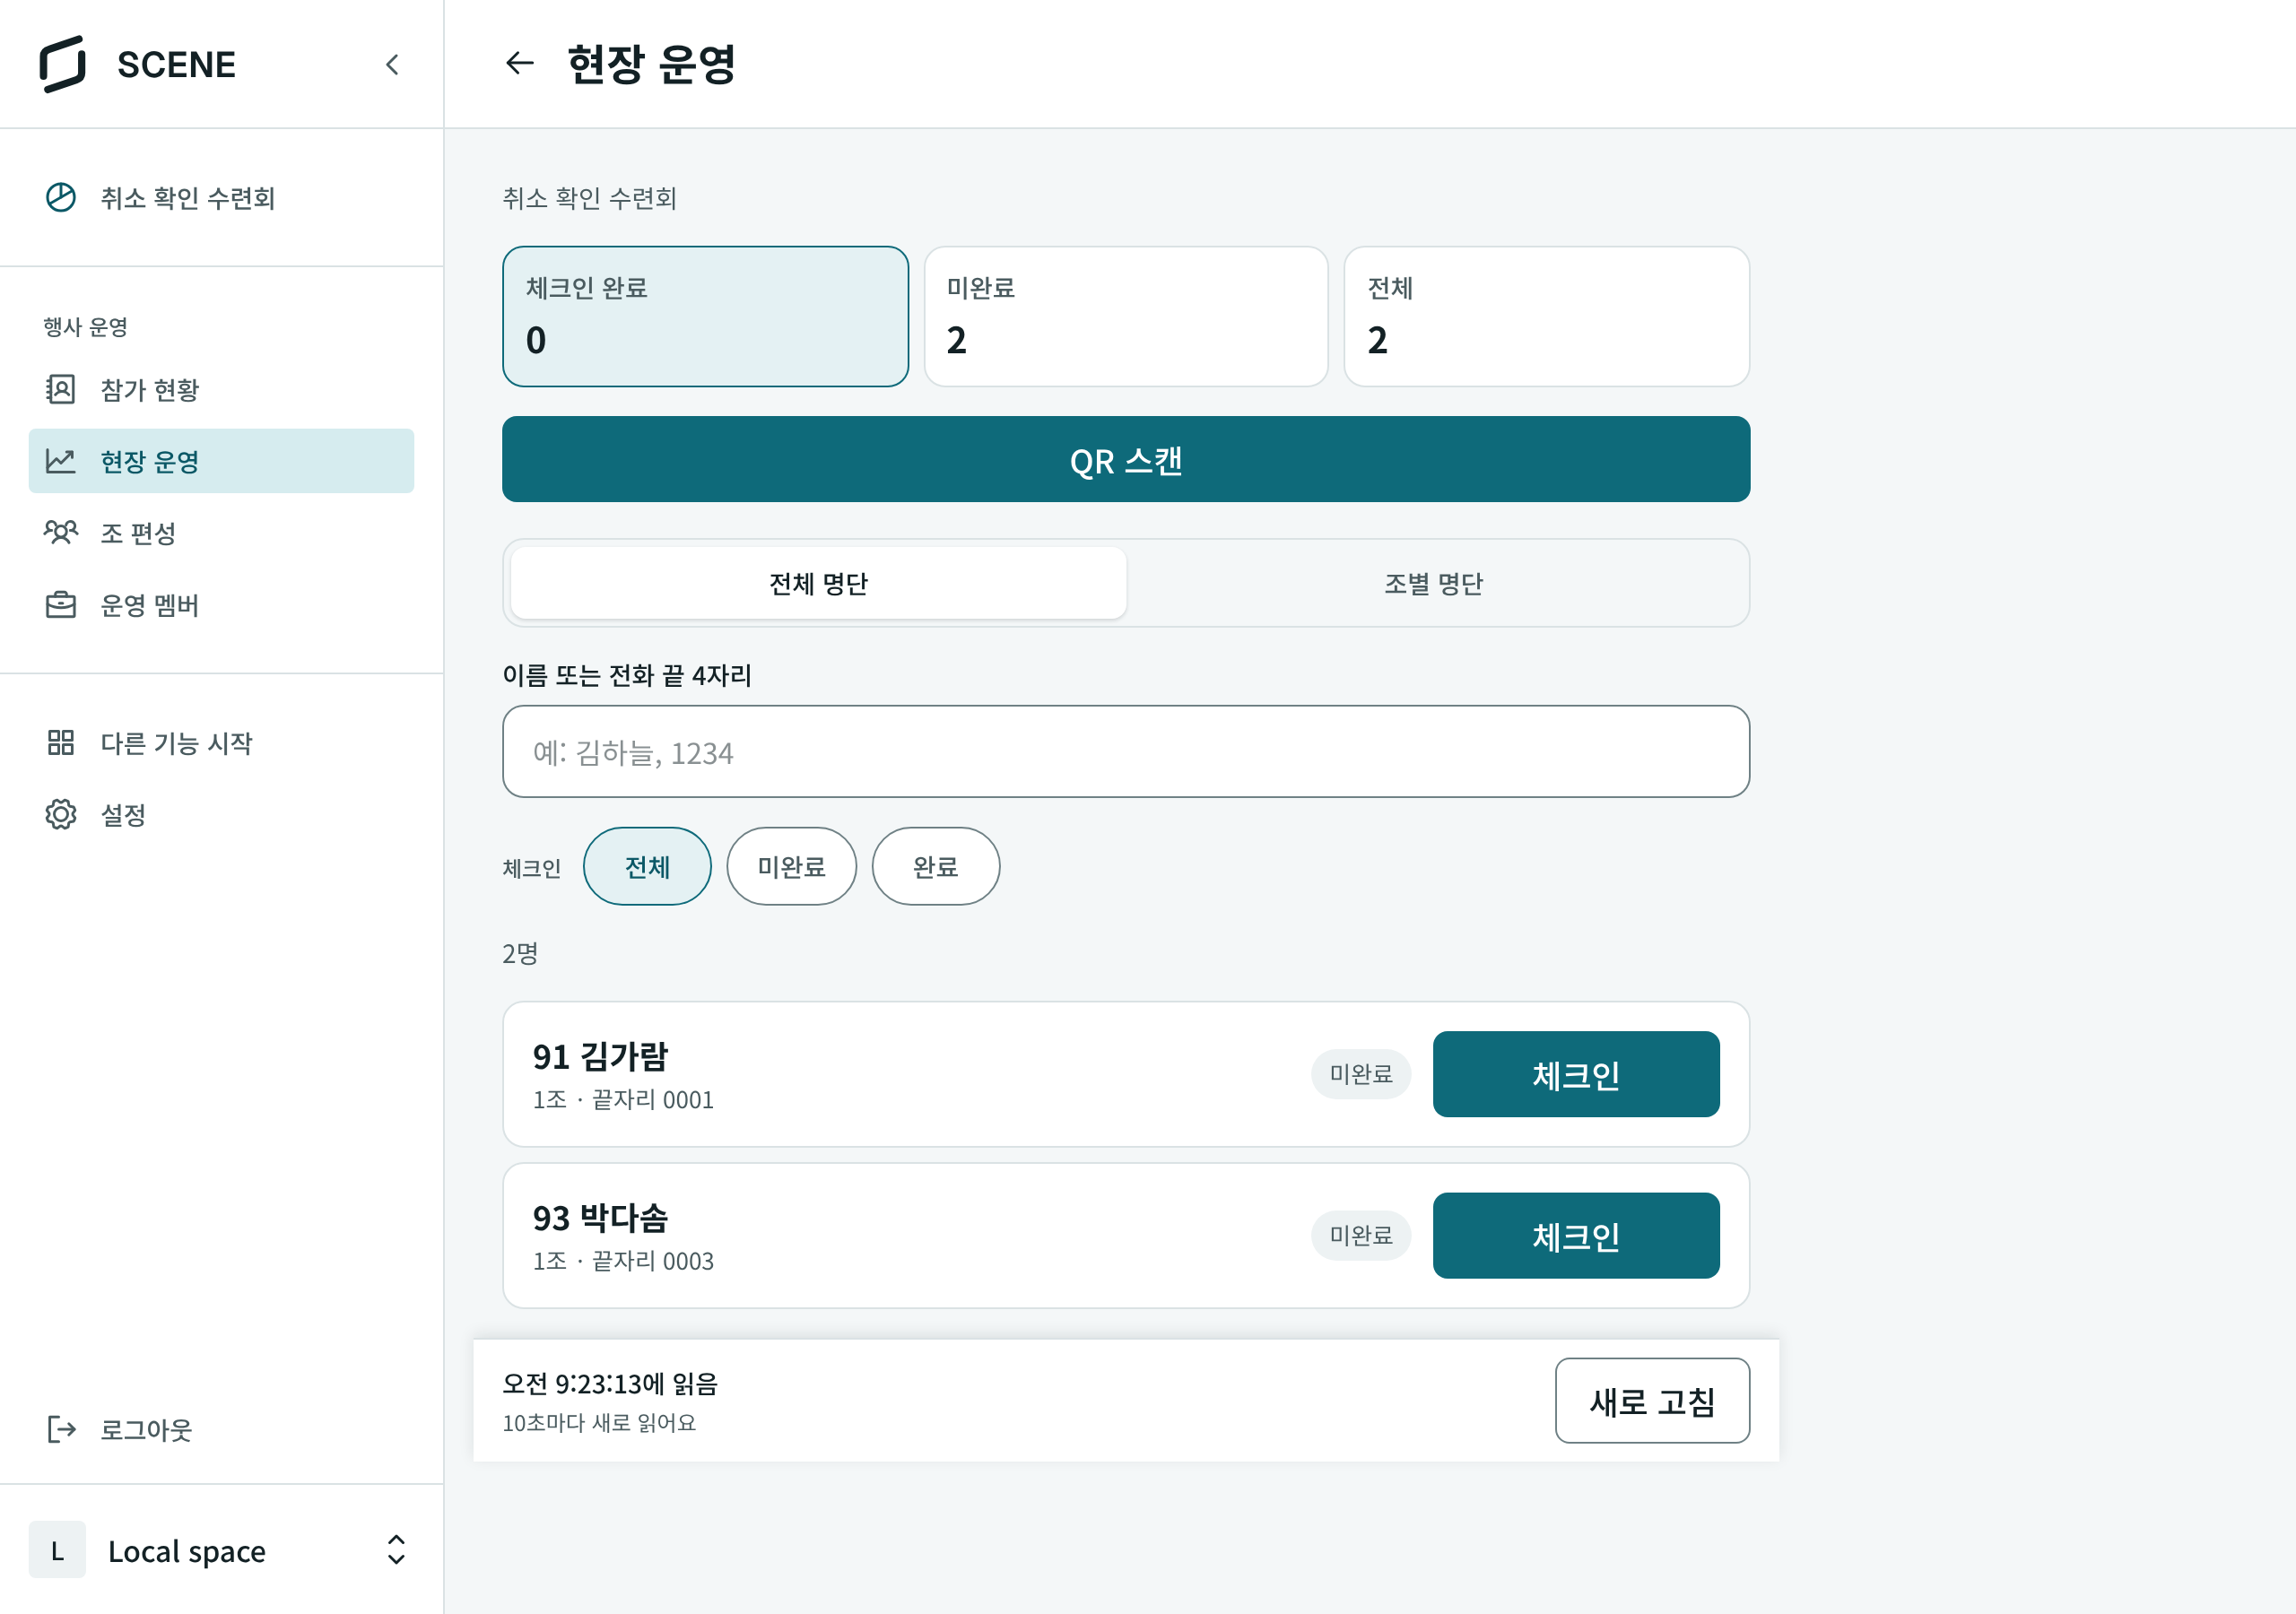 SCENE
현장 운영
취소 확인 수련회
행사 운영
참가 현황
현장 운영
조 편성
운영 멤버
다른 기능 시작
설정
로그아웃
L Local space
취소 확인 수련회
체크인 완료
0
미완료
2
전체
2
QR 스캔
전체 명단
조별 명단
이름 또는 전화 끝 4자리
예: 김하늘, 1234
체크인 전체 미완료 완료
2명
91 김가람
1조 · 끝자리 0001
미완료 체크인
93 박다솜
1조 · 끝자리 0003
미완료 체크인
오전 9:23:13에 읽음
10초마다 새로 읽어요
새로 고침